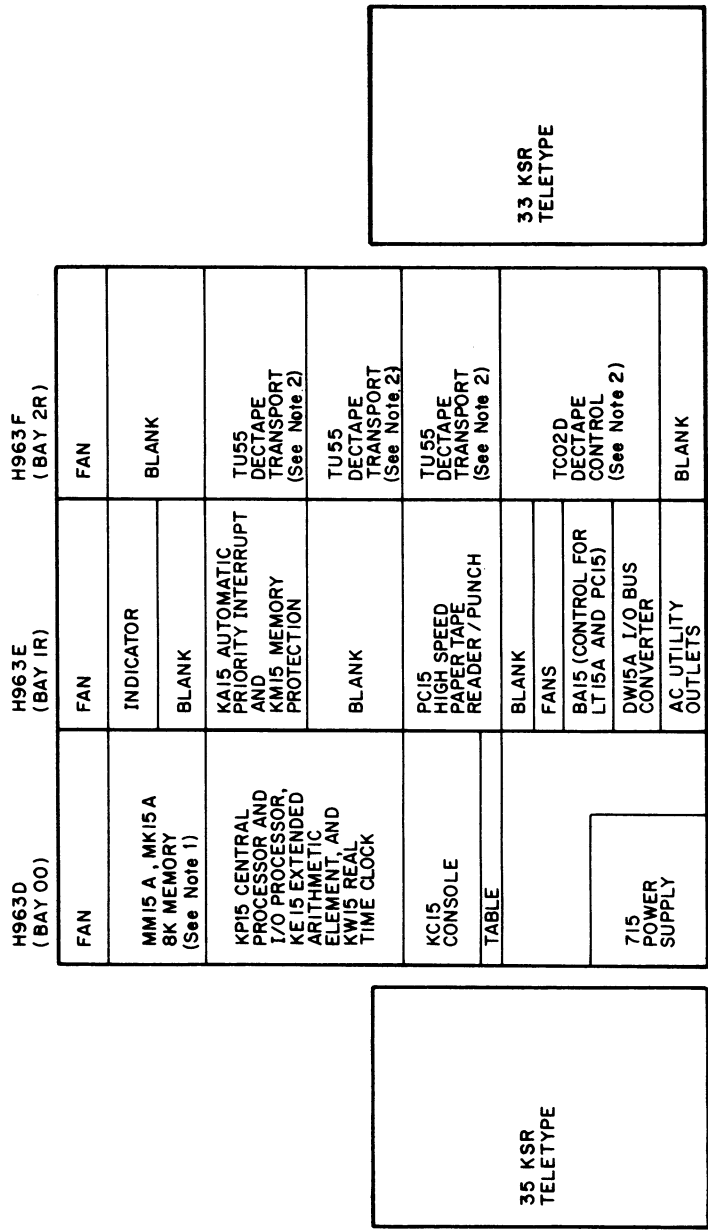 H963D
(BAY 00)
FAN
MM15 A, MK15 A
8K MEMORY
(See Note 1)
KP15 CENTRAL
PROCESSOR AND
I/O PROCESSOR,
KE15 EXTENDED
ARITHMETIC
ELEMENT, AND
KW15 REAL
TIME CLOCK
KC15
CONSOLE
TABLE
715
POWER
SUPPLY
H963E
(BAY 1R)
FAN
INDICATOR
BLANK
KA15 AUTOMATIC
PRIORITY INTERRUPT
AND
KM15 MEMORY
PROTECTION
BLANK
PC15
HIGH SPEED
PAPER TAPE
READER/PUNCH
BLANK
FANS
BA15 (CONTROL FOR
LT15A AND PC15)
DW15A I/O BUS
CONVERTER
AC UTILITY
OUTLETS
H963F
(BAY 2R)
FAN
BLANK
TU55
DECTAPE
TRANSPORT
(See Note 2)
TU55
DECTAPE
TRANSPORT
(See Note 2)
TU55
DECTAPE
TRANSPORT
(See Note 2)
TC02D
DECTAPE
CONTROL
(See Note 2)
BLANK
35 KSR
TELETYPE
33 KSR
TELETYPE